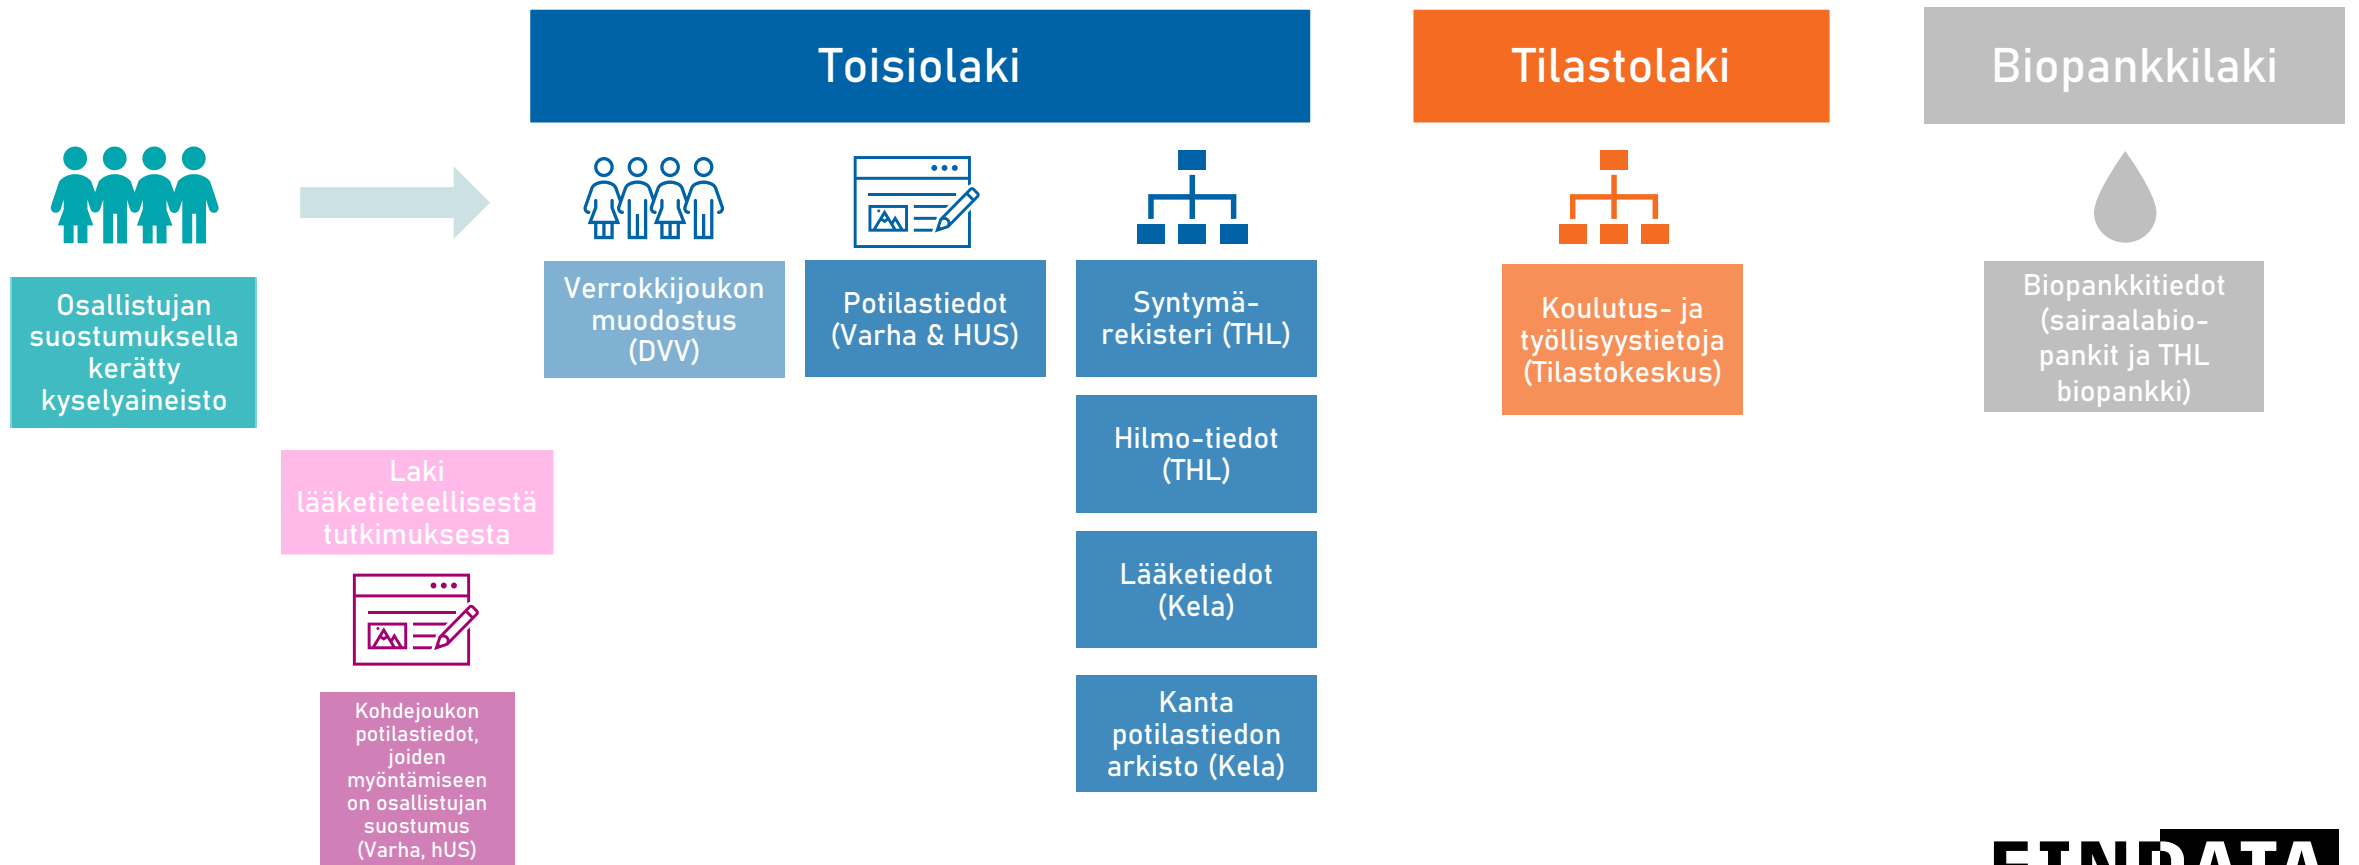 Toisiolaki
Tilastolaki
Biopankkilaki
Osallistujan
suostumuksella
kerätty
kyselyaineisto
Verrokkijoukon
muodostus
(DVV)
Potilastiedot
(Varha & HUS)
Syntymä-
rekisteri (THL)
Koulutus- ja
työllisyystietoja
(Tilastokeskus)
Biopankkitiedot
(sairaalabio-
pankit ja THL
biopankki)
Hilmo-tiedot
(THL)
Laki
lääketieteellisestä
tutkimuksesta
Lääketiedot
(Kela)
Kohdejoukon
potilastiedot,
joiden
myöntämiseen
on osallistujan
suostumus
(Varha, hUS)
Kanta
potilastiedon
arkisto (Kela)
FINDATA